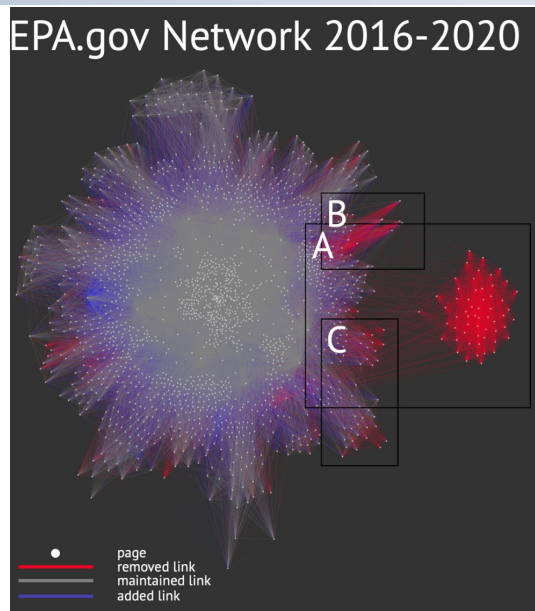 EPA.gov Network 2016-2020
B
A
C
page
removed link
maintained link
added link